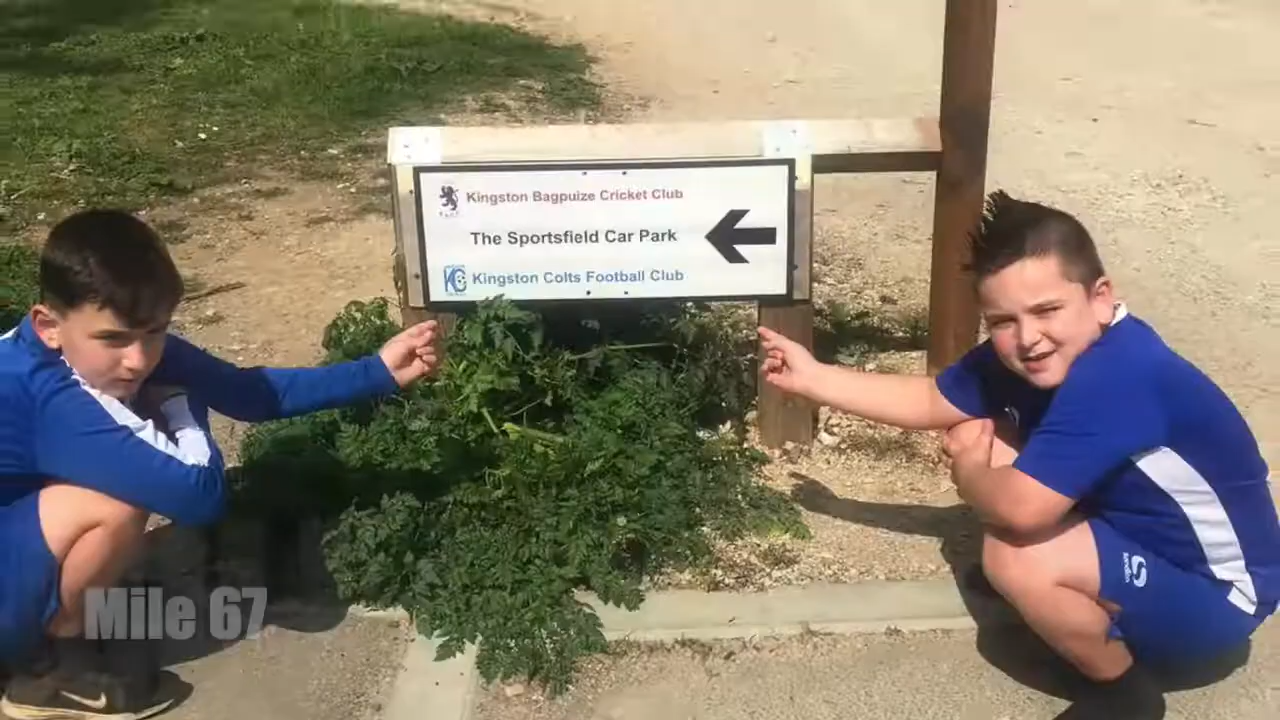 Kingston Bagpuize Cricket Club
The Sportsfield Car Park
Kingston Colts Football Club
Mile 67